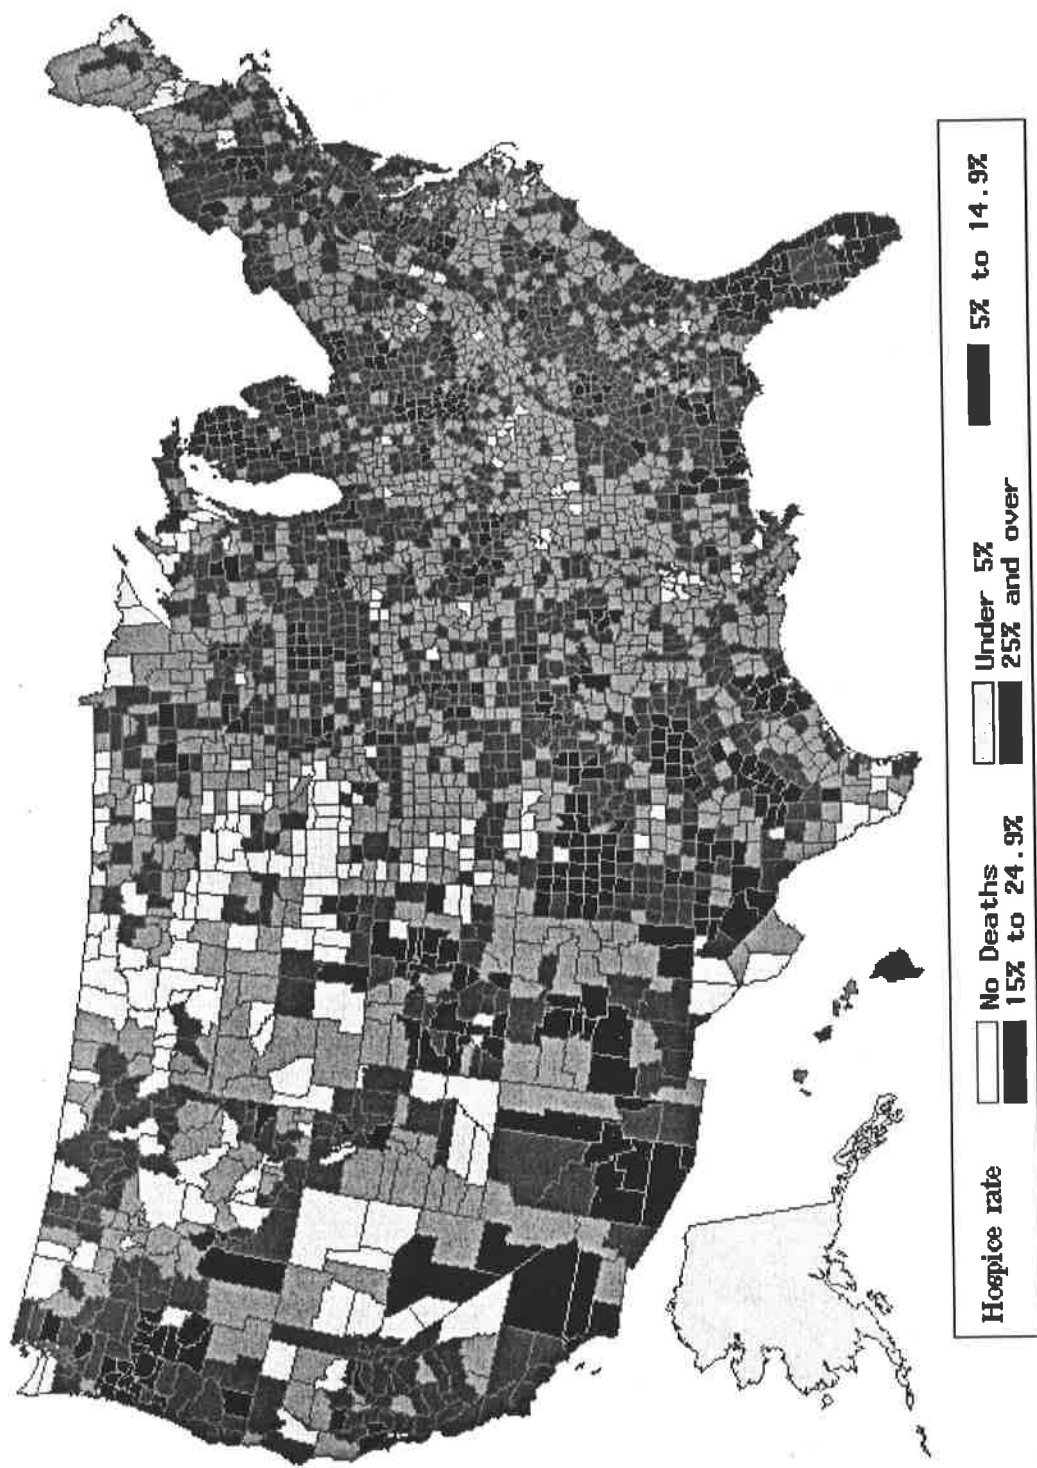 Hospice rate
No Deaths
Under 5%
5% to 14.9%
15% to 24.9%
25% and over